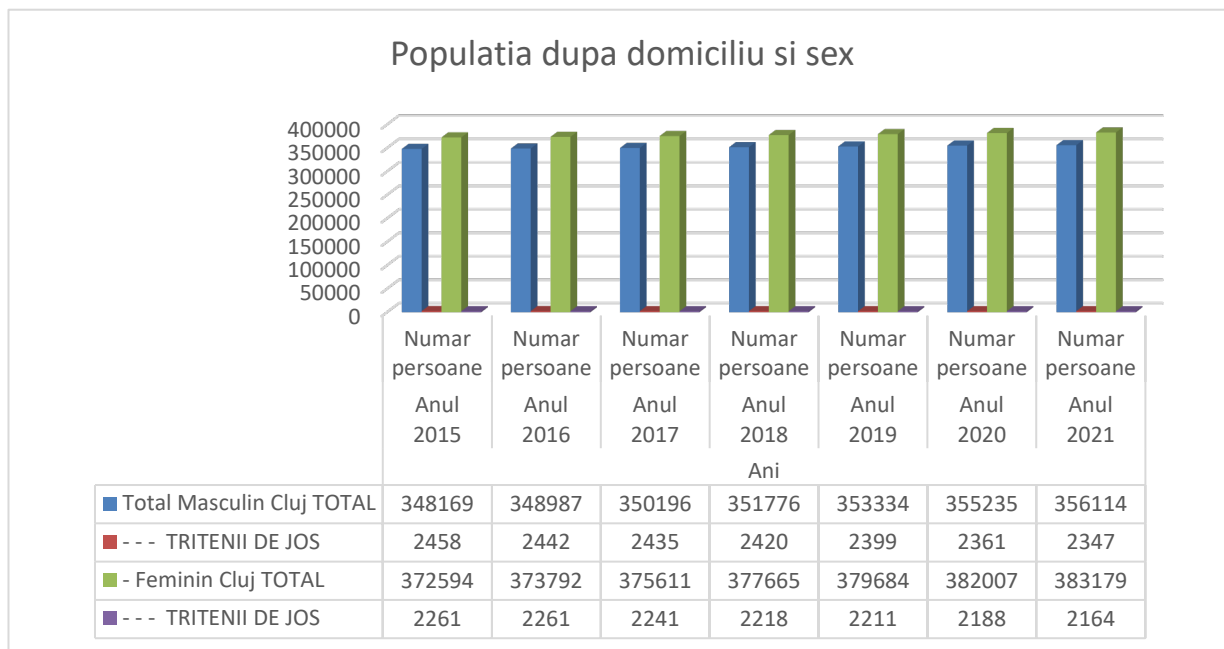 Populatia dupa domiciliu si sex
400000
350000
300000
250000
200000
150000
100000
50000
0
Numar Numar Numar Numar Numar Numar Numar
persoane persoane persoane persoane persoane persoane persoane
Anul Anul Anul Anul Anul Anul Anul
2015 2016 2017 2018 2019 2020 2021
Ani
Total Masculin Cluj TOTAL 348169 348987 350196 351776 353334 355235 356114
- - - TRITENII DE JOS 2458 2442 2435 2420 2399 2361 2347
- Feminin Cluj TOTAL 372594 373792 375611 377665 379684 382007 383179
- - - TRITENII DE JOS 2261 2261 2241 2218 2211 2188 2164